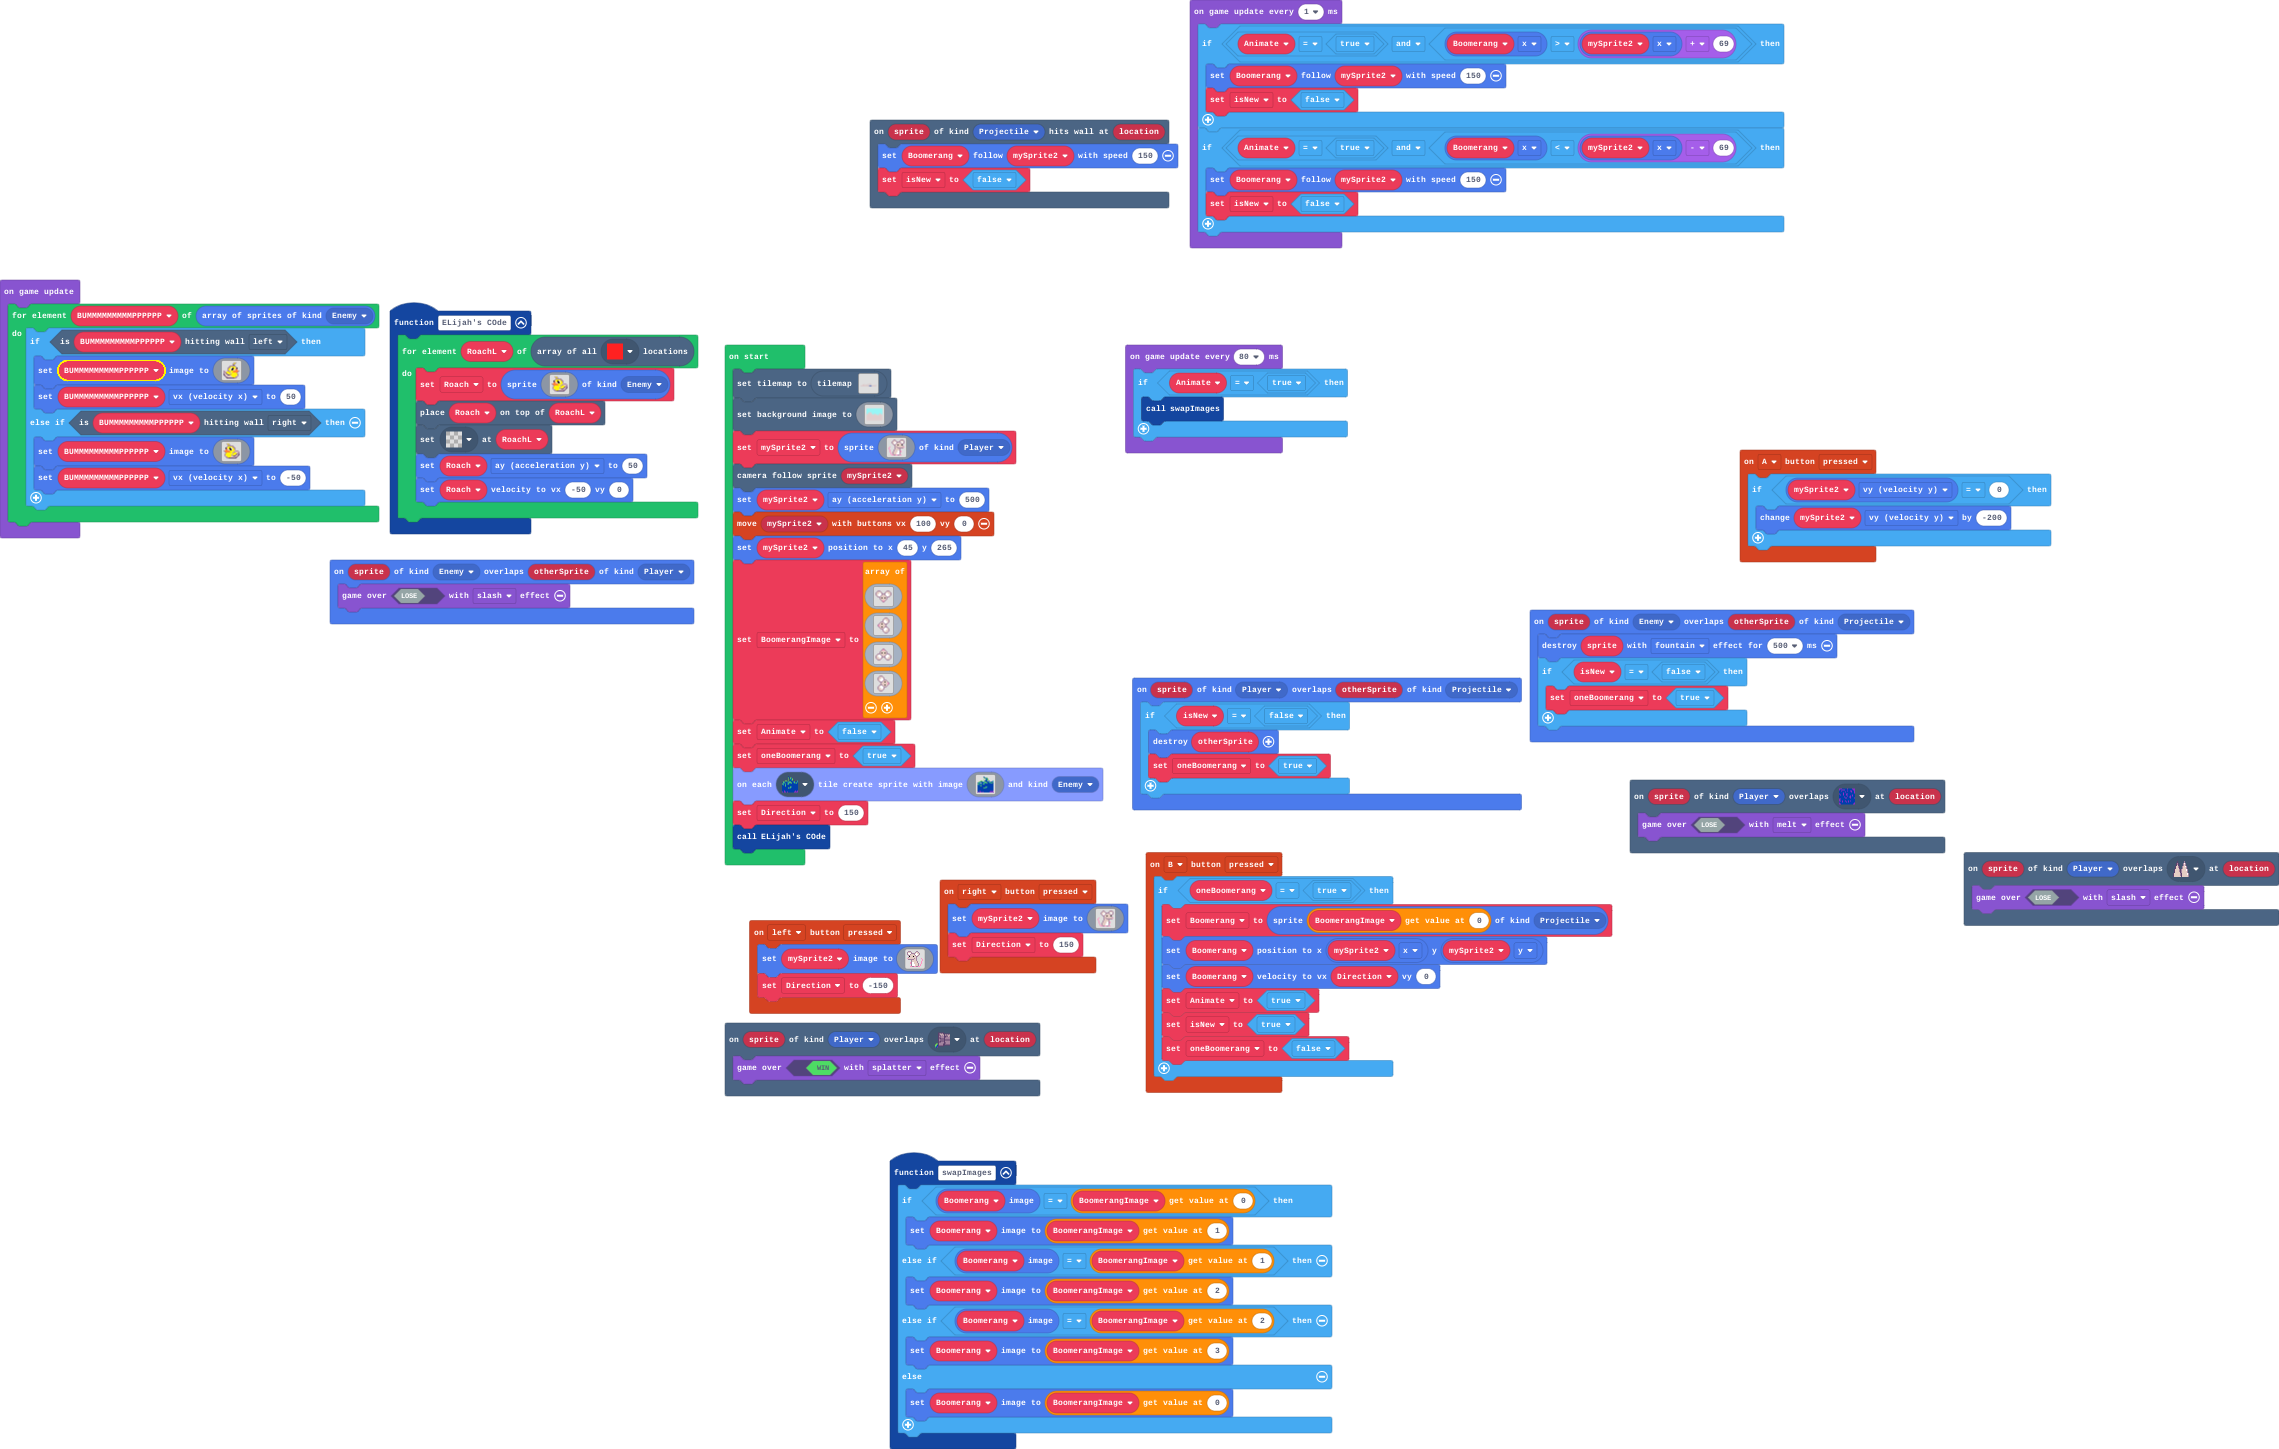 on game update every 1 ms
if Animate = true and Boomerang x > mySprite2 x + 69 then
set Boomerang follow mySprite2 with speed 150
set isNew to false
if Animate = true and Boomerang x < mySprite2 x - 69 then
set Boomerang follow mySprite2 with speed 150
set isNew to false
on sprite of kind Projectile hits wall at location
set Boomerang follow mySprite2 with speed 150
set isNew to false
on game update
for element BUMMMMMMMMMPPPPPP of array of sprites of kind Enemy
do
if is BUMMMMMMMMMPPPPPP hitting wall left then
set BUMMMMMMMMMPPPPPP image to
set BUMMMMMMMMMPPPPPP vx (velocity x) to 50
else if is BUMMMMMMMMMPPPPPP hitting wall right then
set BUMMMMMMMMMPPPPPP image to
set BUMMMMMMMMMPPPPPP vx (velocity x) to -50
function ELijah's COde
for element RoachL of array of all locations
do
set Roach to sprite of kind Enemy
place Roach on top of RoachL
set at RoachL
set Roach ay (acceleration y) to 50
set Roach velocity to vx -50 vy 0
on sprite of kind Enemy overlaps otherSprite of kind Player
game over LOSE with slash effect
on start
set tilemap to tilemap
set background image to
set mySprite2 to sprite of kind Player
camera follow sprite mySprite2
set mySprite2 ay (acceleration y) to 500
move mySprite2 with buttons vx 100 vy 0
set mySprite2 position to x 45 y 265
set BoomerangImage to array of
set Animate to false
set oneBoomerang to true
on each tile create sprite with image and kind Enemy
set Direction to 150
call ELijah's COde
on game update every 80 ms
if Animate = true then
call swapImages
on A button pressed
if mySprite2 vy (velocity y) = 0 then
change mySprite2 vy (velocity y) by -200
on sprite of kind Enemy overlaps otherSprite of kind Projectile
destroy sprite with fountain effect for 500 ms
if isNew = false then
set oneBoomerang to true
on sprite of kind Player overlaps otherSprite of kind Projectile
if isNew = false then
destroy otherSprite
set oneBoomerang to true
on sprite of kind Player overlaps at location
game over LOSE with melt effect
on sprite of kind Player overlaps at location
game over LOSE with slash effect
on B button pressed
if oneBoomerang = true then
set Boomerang to sprite BoomerangImage get value at 0 of kind Projectile
set Boomerang position to x mySprite2 x y mySprite2 y
set Boomerang velocity to vx Direction vy 0
set Animate to true
set isNew to true
set oneBoomerang to false
on right button pressed
set mySprite2 image to
set Direction to 150
on left button pressed
set mySprite2 image to
set Direction to -150
on sprite of kind Player overlaps at location
game over WIN with splatter effect
function swapImages
if Boomerang image = BoomerangImage get value at 0 then
set Boomerang image to BoomerangImage get value at 1
else if Boomerang image = BoomerangImage get value at 1 then
set Boomerang image to BoomerangImage get value at 2
else if Boomerang image = BoomerangImage get value at 2 then
set Boomerang image to BoomerangImage get value at 3
else
set Boomerang image to BoomerangImage get value at 0